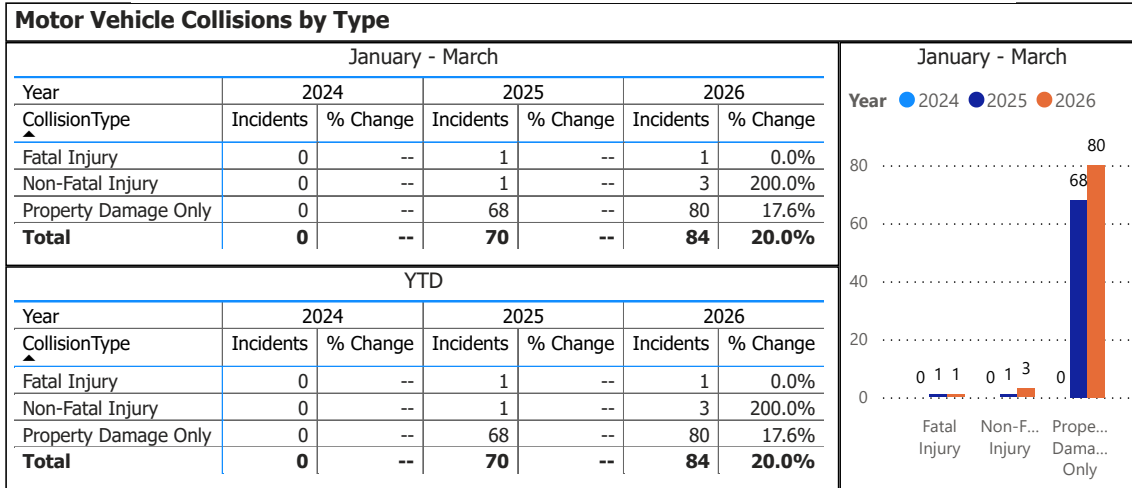 Motor Vehicle Collisions by Type
January - March
Year 2024 2025 2026
CollisionType Incidents % Change Incidents % Change Incidents % Change
Fatal Injury 0 -- 1 -- 1 0.0%
Non-Fatal Injury 0 -- 1 -- 3 200.0%
Property Damage Only 0 -- 68 -- 80 17.6%
Total 0 -- 70 -- 84 20.0%
YTD
Year 2024 2025 2026
CollisionType Incidents % Change Incidents % Change Incidents % Change
Fatal Injury 0 -- 1 -- 1 0.0%
Non-Fatal Injury 0 -- 1 -- 3 200.0%
Property Damage Only 0 -- 68 -- 80 17.6%
Total 0 -- 70 -- 84 20.0%
January - March
Year 2024 2025 2026
80
60
40
20
0
0 1 1 0 1 3 0 68 80
Fatal Non-F... Prope...
Injury Injury Dama...
Only